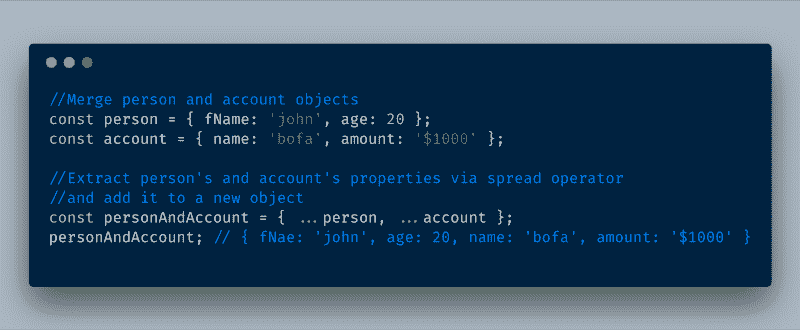 //Merge person and account objects
const person = { fName: 'john', age: 20 };
const account = { name: 'bofa', amount: '$1000' };
//Extract person's and account's properties via spread operator
//and add it to a new object
const personAndAccount = { ...person, ...account };
personAndAccount; // { fNae: 'john', age: 20, name: 'bofa', amount: '$1000' }